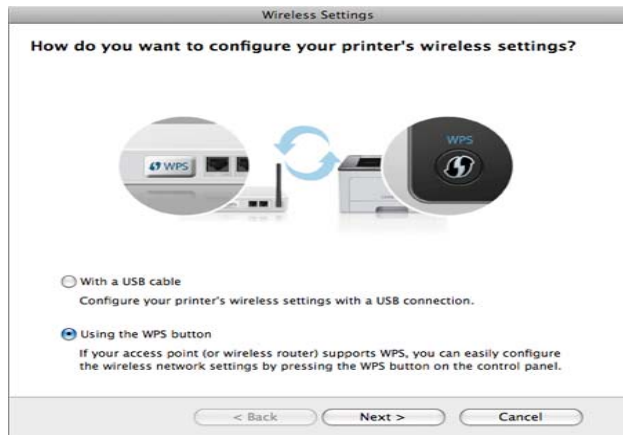 Wireless Settings
How do you want to configure your printer's wireless settings?
WPS
WPS
With a USB cable
Configure your printer's wireless settings with a USB connection.
Using the WPS button
If your access point (or wireless router) supports WPS, you can easily configure
the wireless network settings by pressing the WPS button on the control panel.
< Back
Next >
Cancel